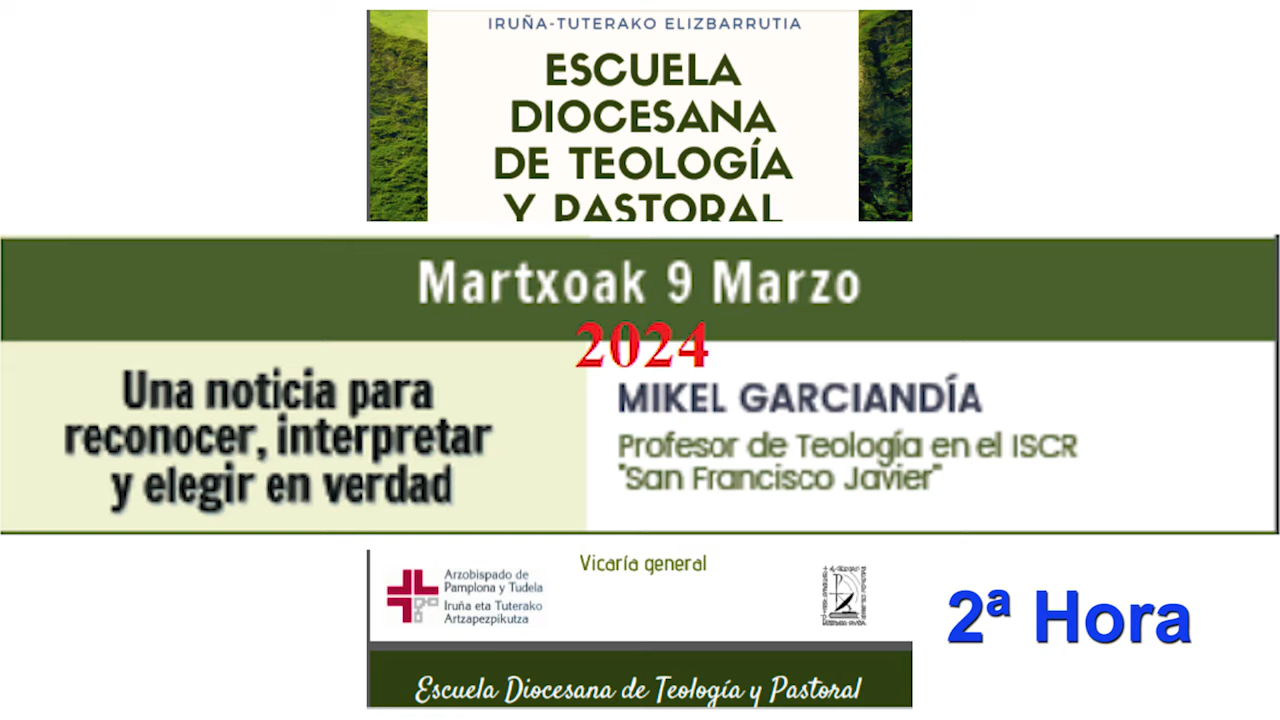 IRUÑA-TUTERAKO ELIZBARRUTIA
ESCUELA
DIOCESANA
DE TEOLOGÍA
Y PASTORAL
Martxoak 9 Marzo
2024
Una noticia para
reconocer, interpretar
y elegir en verdad
MIKEL GARCIANDÍA
Profesor de Teología en el ISCR
"San Francisco Javier"
Vicaría general
Arzobispado de
Pamplona y Tudela
Iruña eta Tuterako
Artzapezpikutza
2ª Hora
Escuela Diocesana de Teología y Pastoral